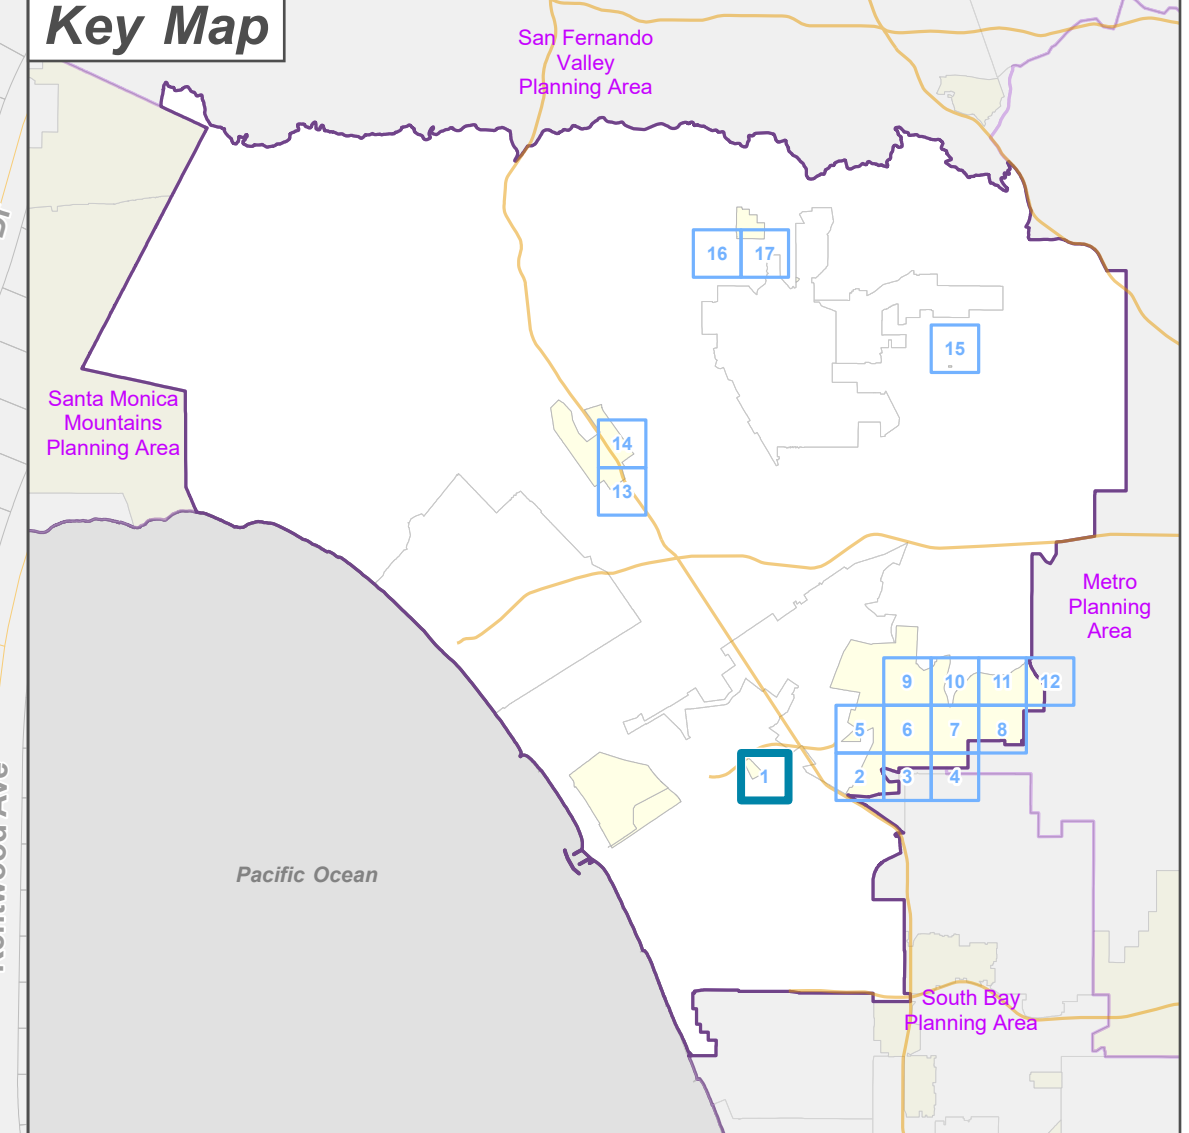 Key Map
San Fernando
Valley
Planning Area
16
17
15
Santa Monica
Mountains
Planning Area
14
13
Metro
Planning
Area
9
10
11
12
5
6
7
8
1
2
3
4
Pacific Ocean
South Bay
Planning Area